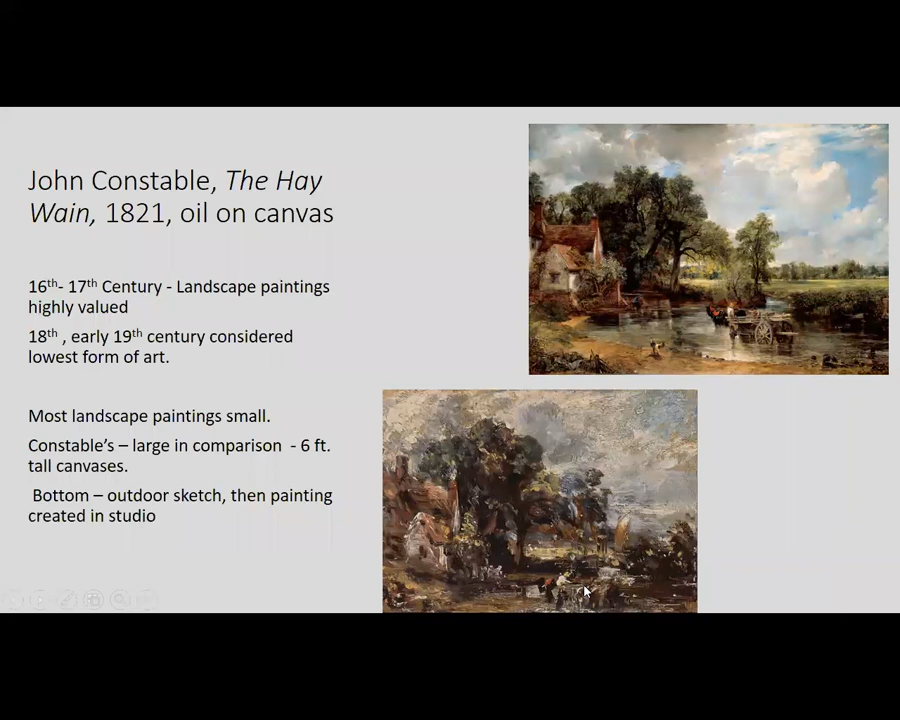 John Constable, The Hay
Wain, 1821, oil on canvas
16th- 17th Century - Landscape paintings
highly valued
18th , early 19th century considered
lowest form of art.
Most landscape paintings small.
Constable’s – large in comparison - 6 ft.
tall canvases.
Bottom – outdoor sketch, then painting
created in studio